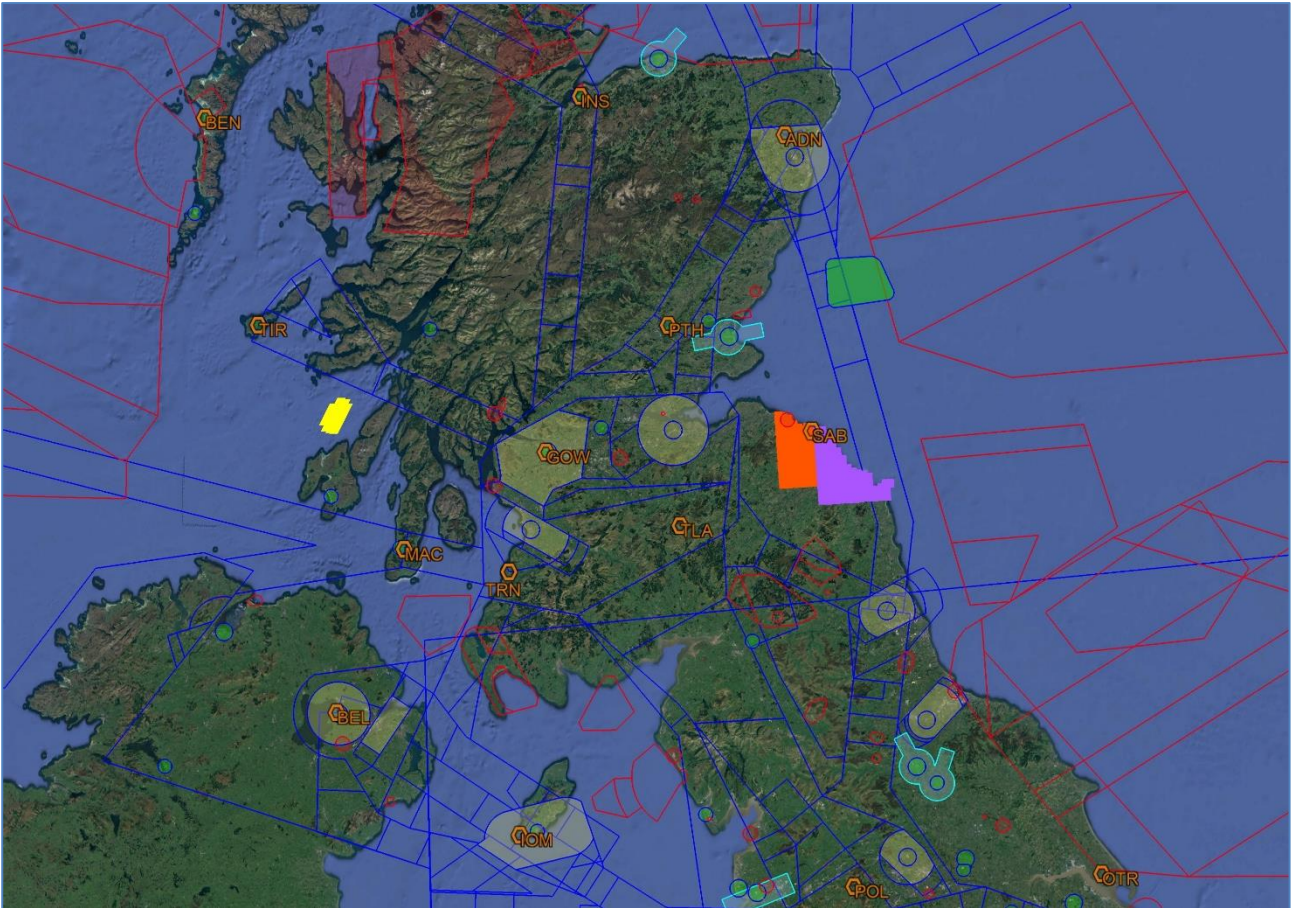 INS
BEN
ADN
TIR
PTH
SAB
GOW
TLA
MAC
TRN
BEL
IOM
OTR
POL